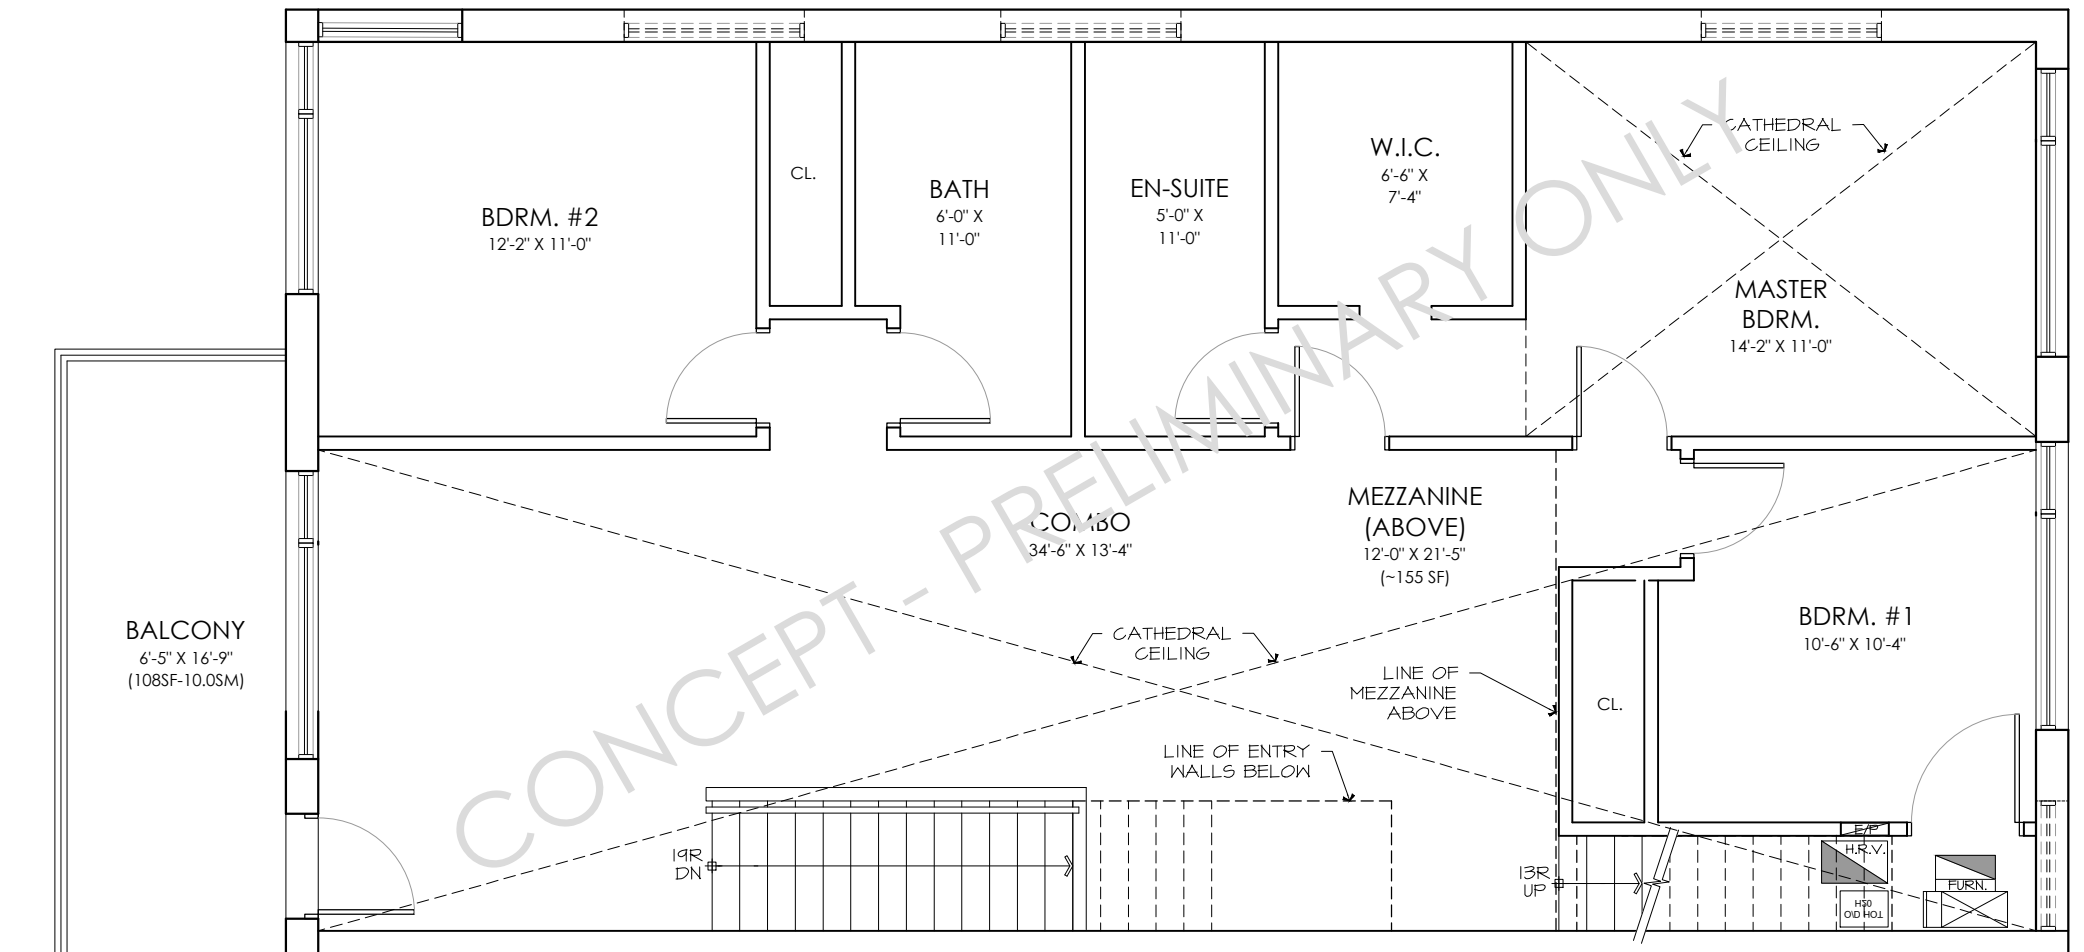 CATHEDRAL
CEILING
W.I.C.
6'-6" X
7'-4"
CL.
BATH
6'-0" X
11'-0"
EN-SUITE
5'-0" X
11'-0"
BDRM. #2
12'-2" X 11'-0"
MASTER
BDRM.
14'-2" X 11'-0"
MEZZANINE
(ABOVE)
12'-0" X 21'-5"
(~155 SF)
COMBO
34'-6" X 13'-4"
CONCEPT - PRELIMINARY ONLY
BALCONY
6'-5" X 16'-9"
(108SF-10.0SM)
CATHEDRAL
CEILING
BDRM. #1
10'-6" X 10'-4"
LINE OF
MEZZANINE
ABOVE
CL.
LINE OF ENTRY
WALLS BELOW
19R
DN
13R
UP
E/P
H.R.V.
FURN.
H20
O\D HOT